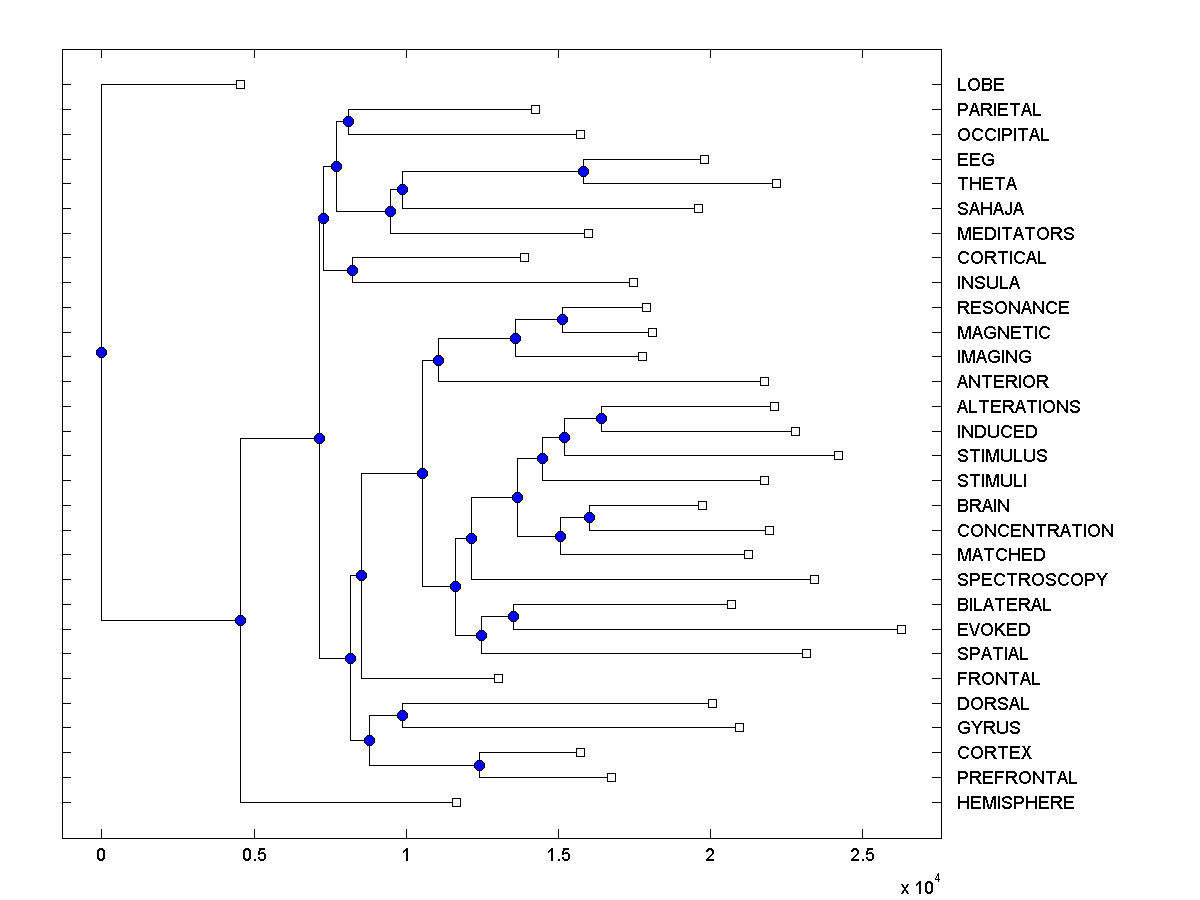 LOBE
PARIETAL
OCCIPITAL
EEG
THETA
SAHAJA
MEDITATORS
CORTICAL
INSULA
RESONANCE
MAGNETIC
IMAGING
ANTERIOR
ALTERATIONS
INDUCED
STIMULUS
STIMULI
BRAIN
CONCENTRATION
MATCHED
SPECTROSCOPY
BILATERAL
EVOKED
SPATIAL
FRONTAL
DORSAL
GYRUS
CORTEX
PREFRONTAL
HEMISPHERE
0 0.5 1 1.5 2 2.5
x 10^4